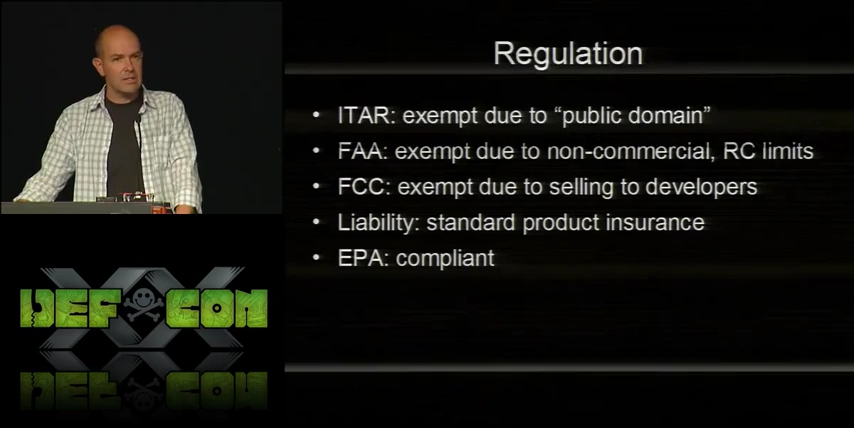 Regulation
• ITAR: exempt due to “public domain”
• FAA: exempt due to non-commercial, RC limits
• FCC: exempt due to selling to developers
• Liability: standard product insurance
• EPA: compliant
XX
DEF CON